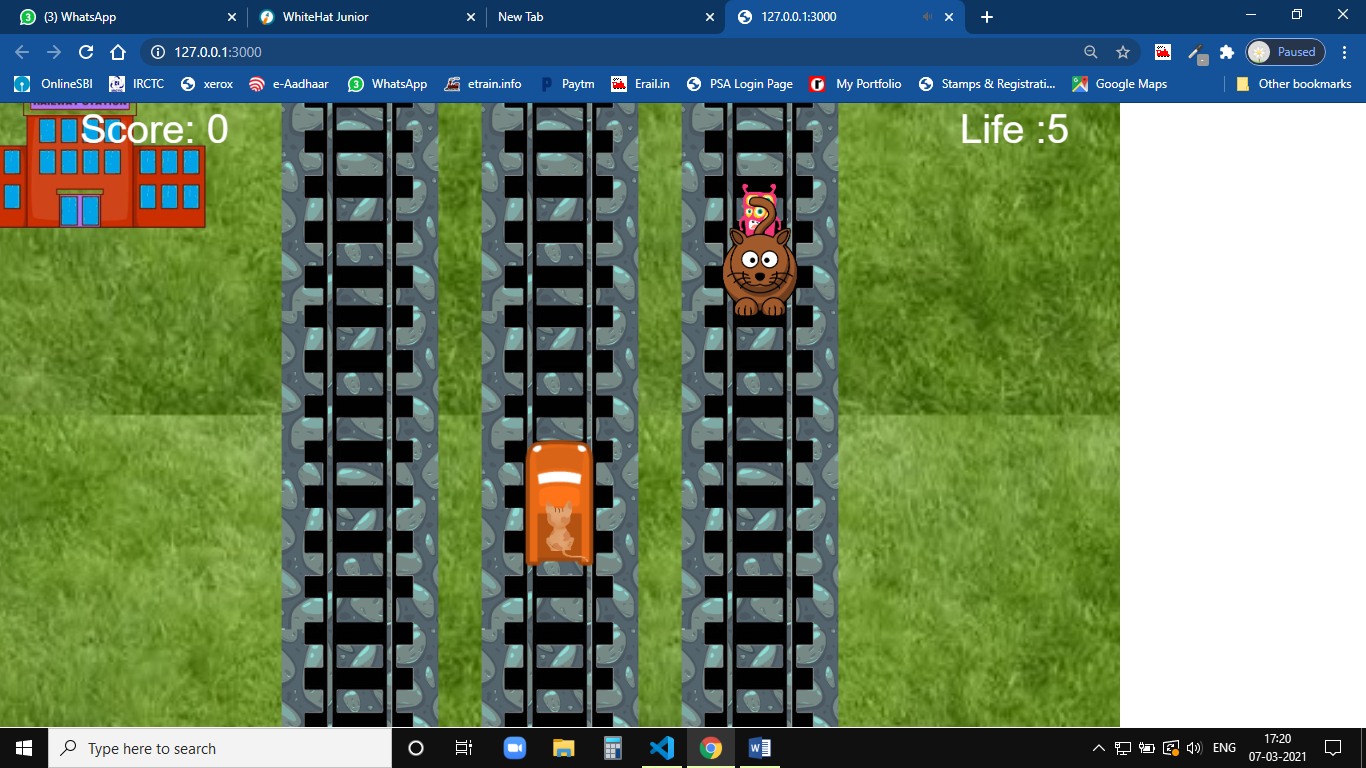 (3) WhatsApp
WhiteHat Junior
New Tab
127.0.0.1:3000
127.0.0.1:3000
Paused
OnlineSBI
IRCTC
xerox
e-Aadhaar
WhatsApp
etrain.info
Paytm
Erail.in
PSA Login Page
My Portfolio
Stamps & Registrati...
Google Maps
Other bookmarks
RAILWAY STATION
Score: 0
Life :5
Type here to search
ENG
17:20
07-03-2021